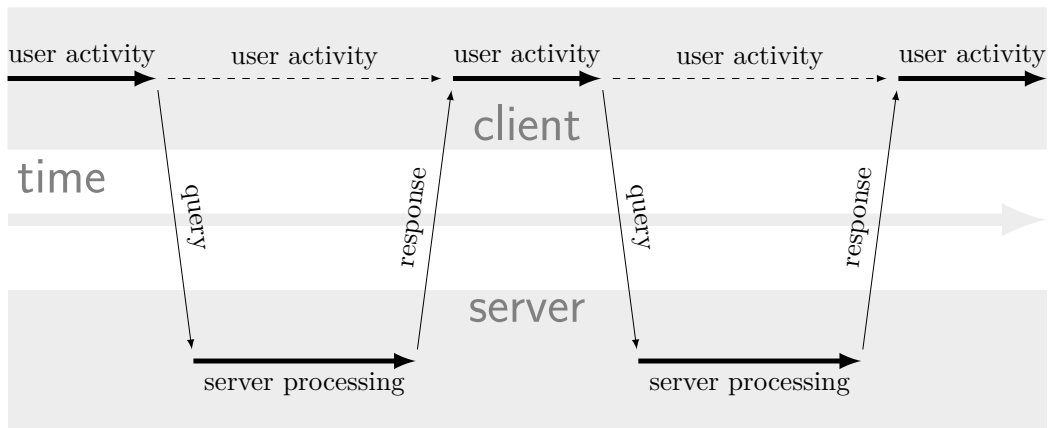 user activity user activity user activity user activity user activity
client
time
query response query response
server
server processing server processing